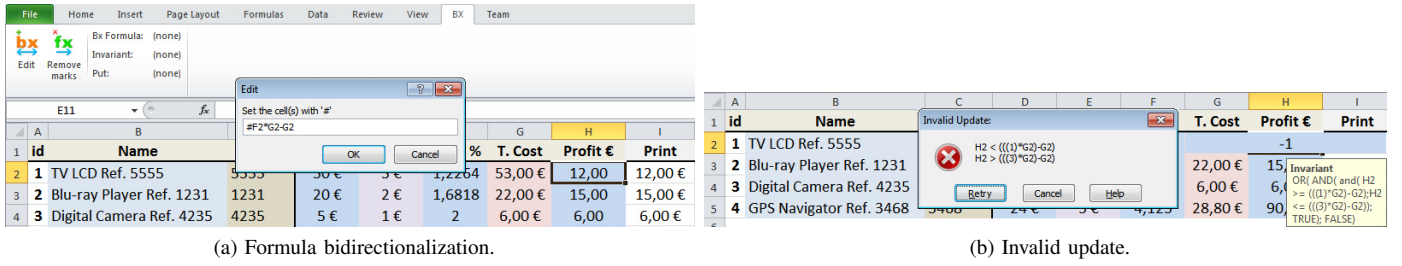 File Home Insert Page Layout Formulas Data Review View BX Team
bx fx Bx Formula: (none)
Edit Remove marks Invariant: (none)
Put: (none)
Edit
Set the cell(s) with '#'
#F2*G2-G2
OK Cancel
E11 fx
A B G H I
1 id Name % T. Cost Profit € Print
2 1 TV LCD Ref. 5555 5555 50 € 3 € 1,2264 53,00 € 12,00 12,00 €
3 2 Blu-ray Player Ref. 1231 1231 20 € 2 € 1,6818 22,00 € 15,00 15,00 €
4 3 Digital Camera Ref. 4235 4235 5 € 1 € 2 6,00 € 6,00 6,00 €
(a) Formula bidirectionalization.
A B C D E F G H I
1 id Name T. Cost Profit € Print
2 1 TV LCD Ref. 5555 -1
3 2 Blu-ray Player Ref. 1231 22,00 € 15,
4 3 Digital Camera Ref. 4235 6,00 € 6,
5 4 GPS Navigator Ref. 3468 3468 24 € 4,125 28,80 € 90,
Invalid Update:
H2 < (((1)*G2)-G2)
H2 > (((3)*G2)-G2)
Retry Cancel Help
Invariant
OR( AND( and( H2
>= (((1)*G2)-G2);H2
<= (((3)*G2)-G2));
TRUE); FALSE)
(b) Invalid update.